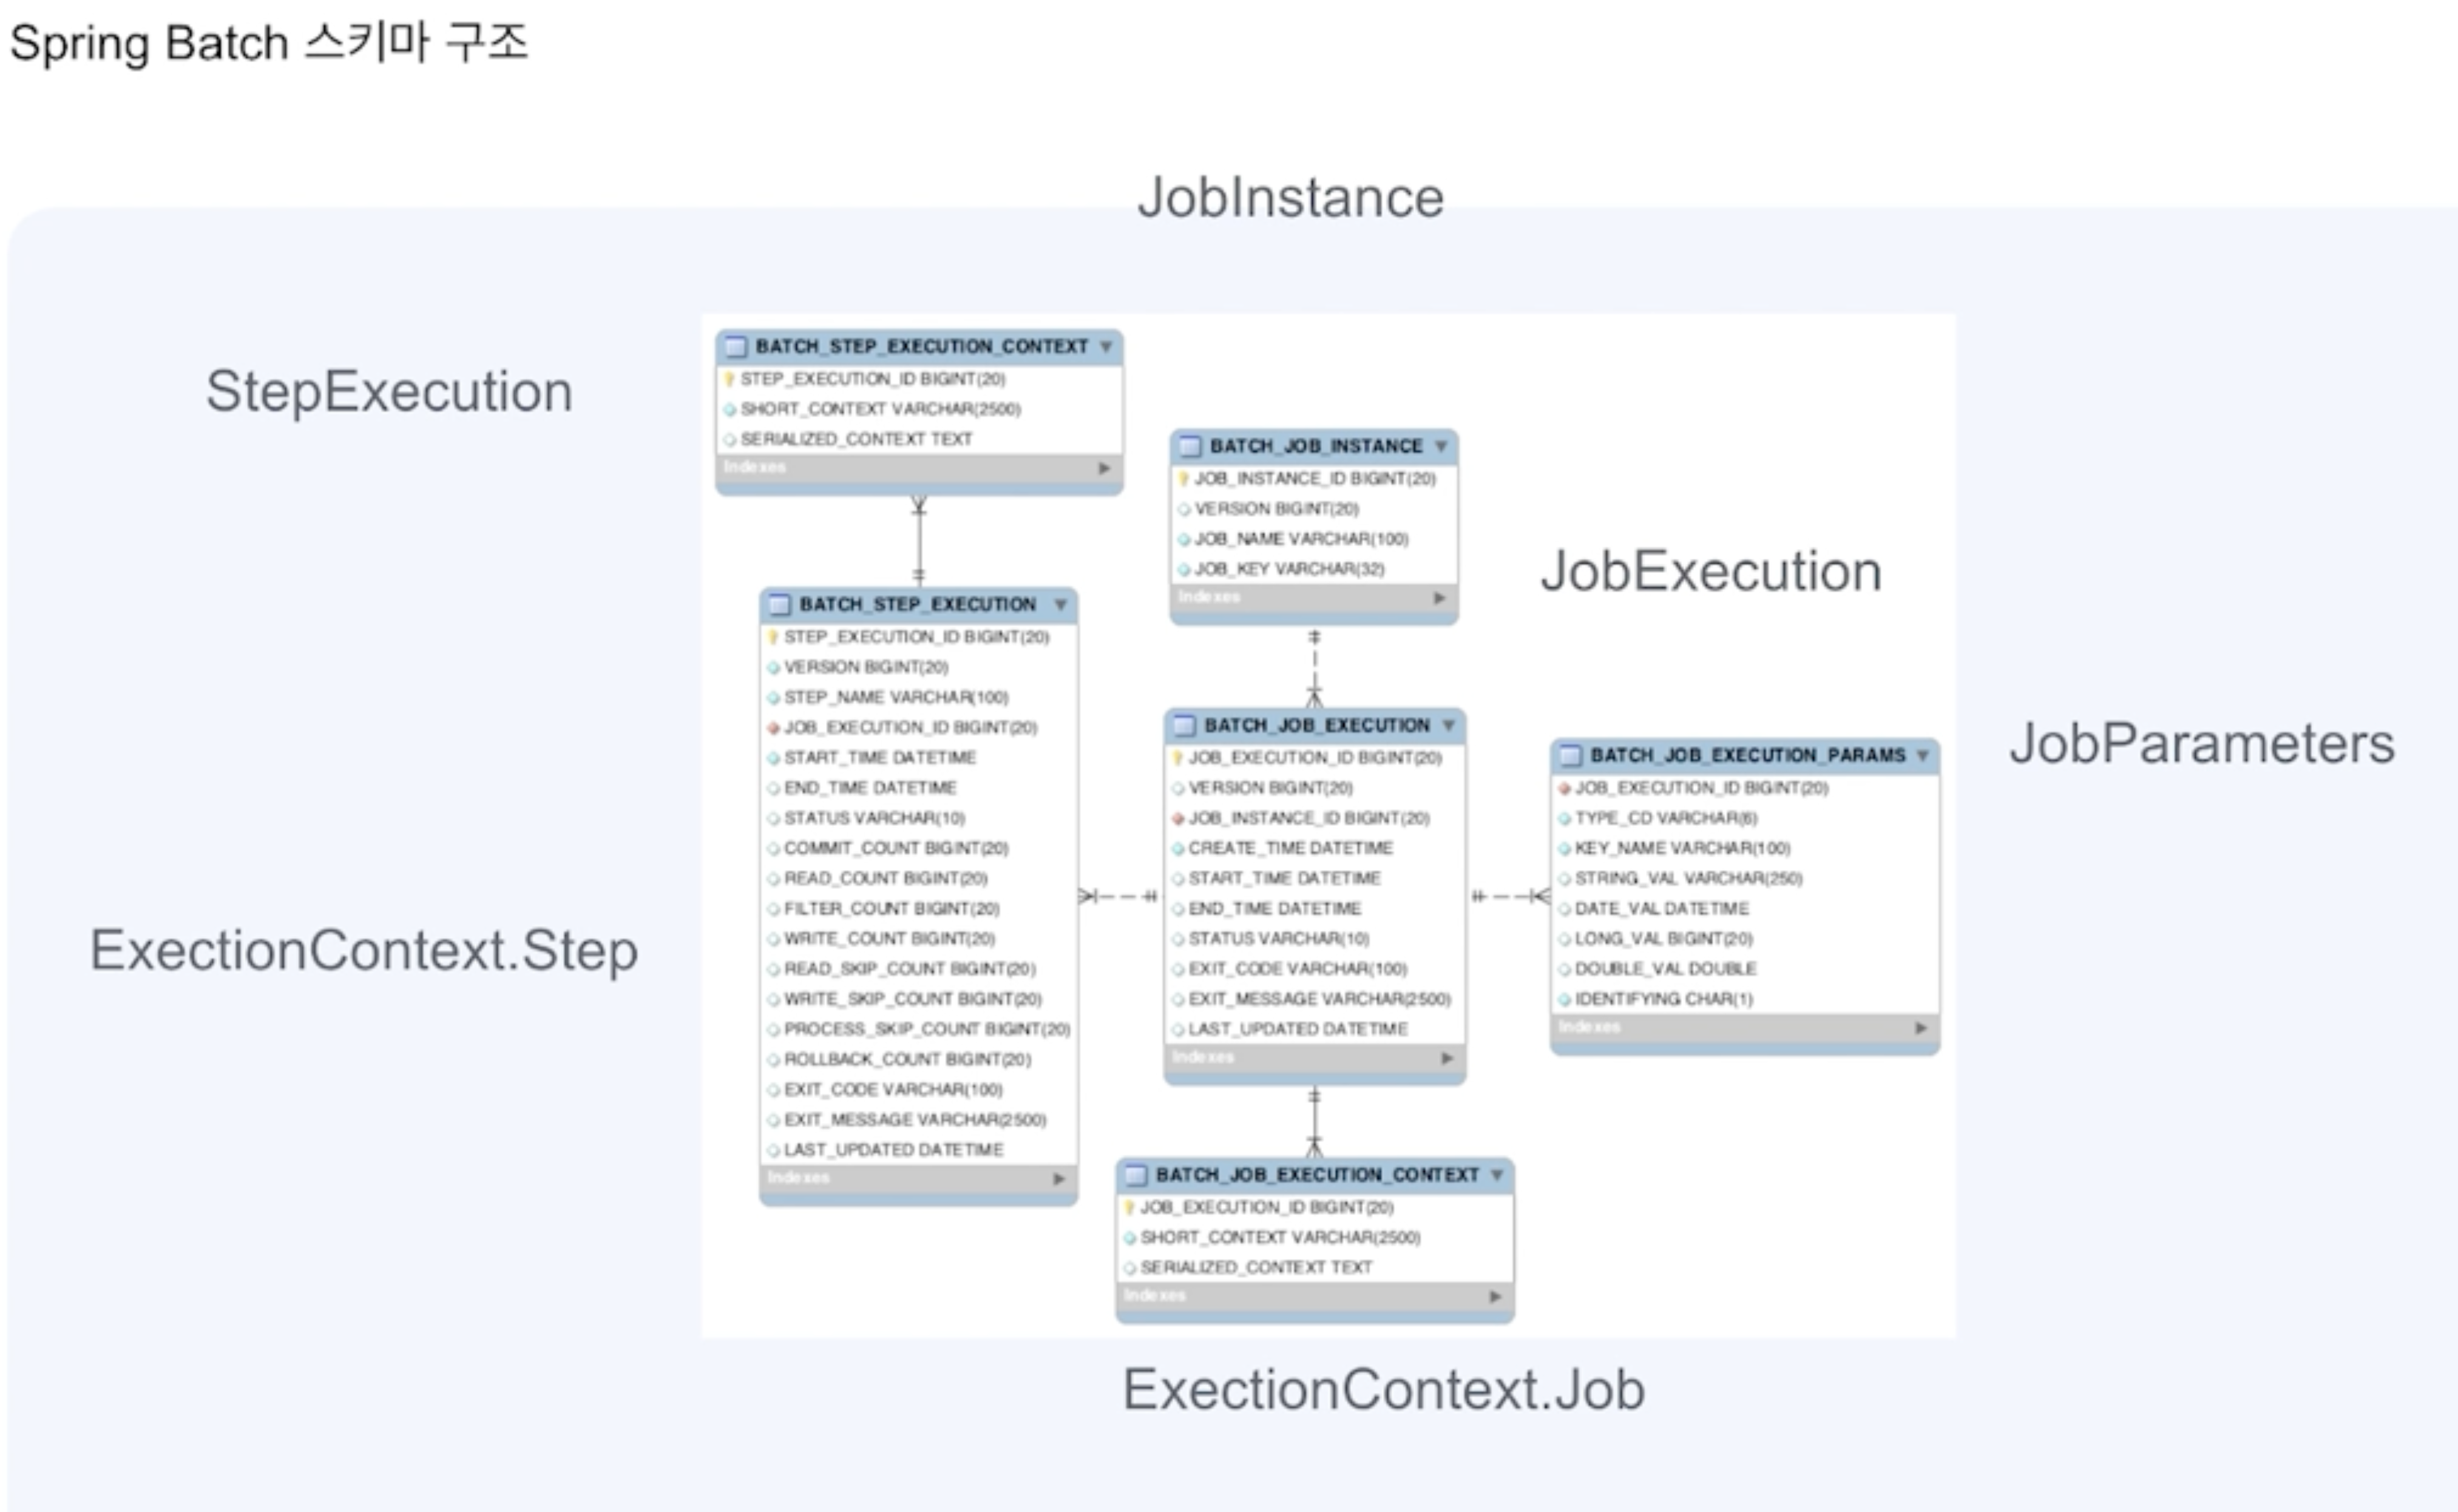 Spring Batch 스키마 구조
JobInstance
StepExecution
BATCH_STEP_EXECUTION_CONTEXT
STEP_EXECUTION_ID BIGINT(20)
SHORT_CONTEXT VARCHAR(2500)
SERIALIZED_CONTEXT TEXT
Indexes
BATCH_JOB_INSTANCE
JOB_INSTANCE_ID BIGINT(20)
VERSION BIGINT(20)
JOB_NAME VARCHAR(100)
JOB_KEY VARCHAR(32)
Indexes
JobExecution
BATCH_STEP_EXECUTION
STEP_EXECUTION_ID BIGINT(20)
VERSION BIGINT(20)
STEP_NAME VARCHAR(100)
JOB_EXECUTION_ID BIGINT(20)
START_TIME DATETIME
END_TIME DATETIME
STATUS VARCHAR(10)
COMMIT_COUNT BIGINT(20)
READ_COUNT BIGINT(20)
FILTER_COUNT BIGINT(20)
WRITE_COUNT BIGINT(20)
READ_SKIP_COUNT BIGINT(20)
WRITE_SKIP_COUNT BIGINT(20)
PROCESS_SKIP_COUNT BIGINT(20)
ROLLBACK_COUNT BIGINT(20)
EXIT_CODE VARCHAR(100)
EXIT_MESSAGE VARCHAR(2500)
LAST_UPDATED DATETIME
Indexes
BATCH_JOB_EXECUTION
JOB_EXECUTION_ID BIGINT(20)
VERSION BIGINT(20)
JOB_INSTANCE_ID BIGINT(20)
CREATE_TIME DATETIME
START_TIME DATETIME
END_TIME DATETIME
STATUS VARCHAR(10)
EXIT_CODE VARCHAR(100)
EXIT_MESSAGE VARCHAR(2500)
LAST_UPDATED DATETIME
Indexes
BATCH_JOB_EXECUTION_PARAMS
JOB_EXECUTION_ID BIGINT(20)
TYPE_CD VARCHAR(6)
KEY_NAME VARCHAR(100)
STRING_VAL VARCHAR(250)
DATE_VAL DATETIME
LONG_VAL BIGINT(20)
DOUBLE_VAL DOUBLE
IDENTIFYING CHAR(1)
Indexes
JobParameters
ExectionContext.Step
BATCH_JOB_EXECUTION_CONTEXT
JOB_EXECUTION_ID BIGINT(20)
SHORT_CONTEXT VARCHAR(2500)
SERIALIZED_CONTEXT TEXT
Indexes
ExectionContext.Job